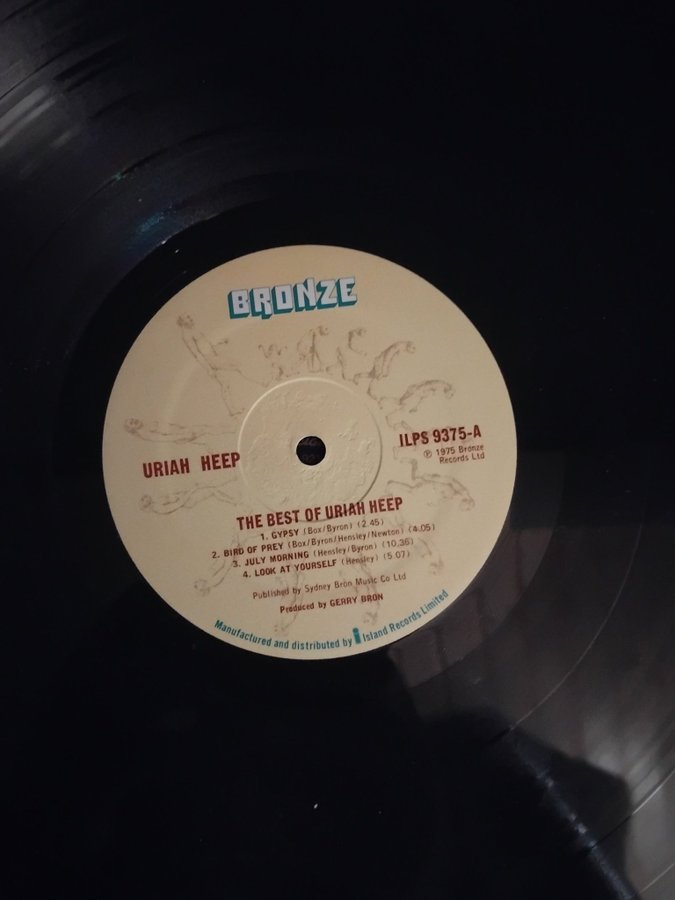 BRONZE
URIAH HEEP
ILPS 9375-A
℗ 1975 Bronze
Records Ltd
THE BEST OF URIAH HEEP
1. GYPSY (Box/Byron) (2.45)
2. BIRD OF PREY (Box/Byron/Hensley/Newton) (4.05)
3. JULY MORNING (Hensley/Byron) (10.36)
4. LOOK AT YOURSELF (Hensley) (5.07)
Published by Sydney Bron Music Co Ltd
Produced by GERRY BRON
Manufactured and distributed by i Island Records Limited